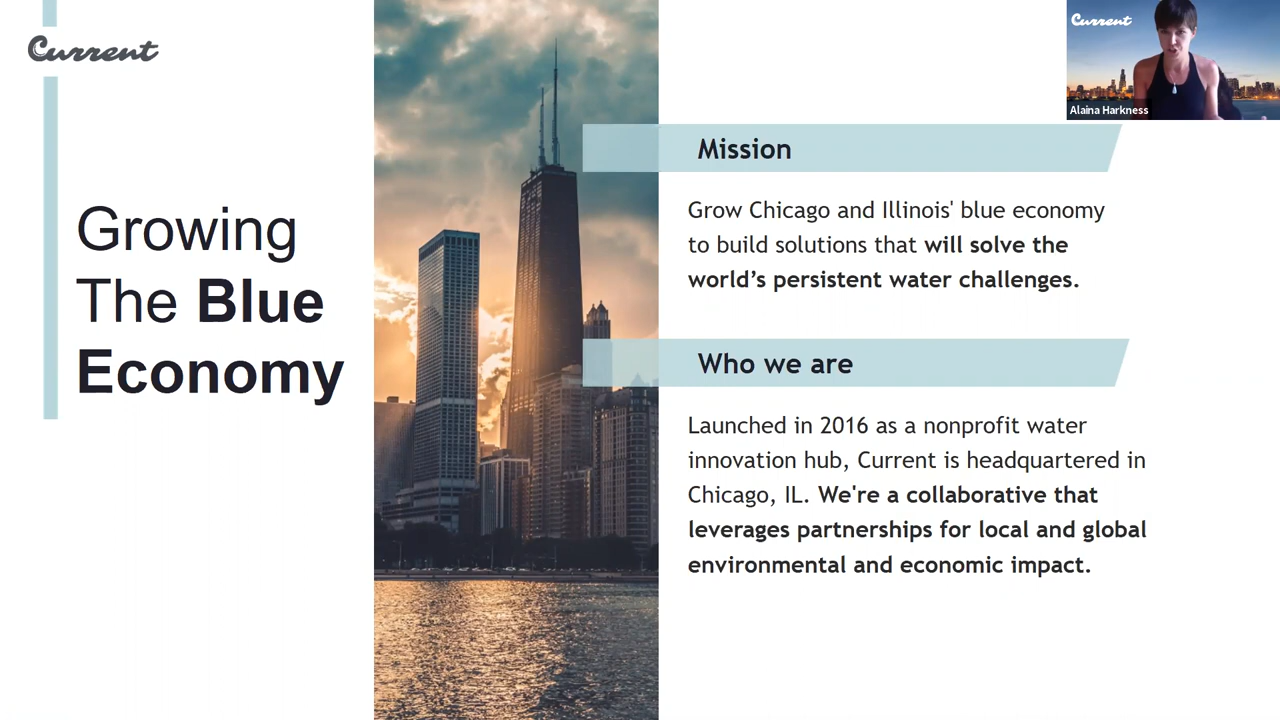 Current
Growing
The Blue
Economy
Current
Alaina Harkness
Mission
Grow Chicago and Illinois' blue economy
to build solutions that will solve the
world’s persistent water challenges.
Who we are
Launched in 2016 as a nonprofit water
innovation hub, Current is headquartered in
Chicago, IL. We're a collaborative that
leverages partnerships for local and global
environmental and economic impact.